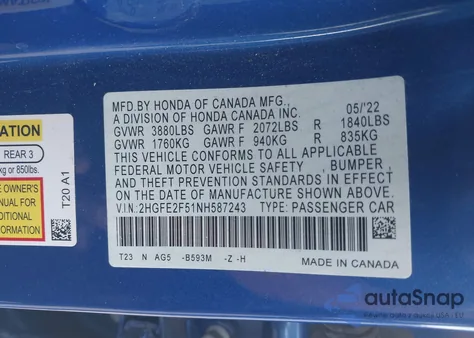 MFD.BY HONDA OF CANADA MFG.,
A DIVISION OF HONDA CANADA INC. 05/'22
GVWR 3880LBS GAWR F 2072LBS R 1840LBS
GVWR 1760KG GAWR F 940KG R 835KG
THIS VEHICLE CONFORMS TO ALL APPLICABLE
FEDERAL MOTOR VEHICLE SAFETY , BUMPER ,
AND THEFT PREVENTION STANDARDS IN EFFECT
ON THE DATE OF MANUFACTURE SHOWN ABOVE.
V.I.N: 2HGFE2F51NH587243 TYPE: PASSENGER CAR
T23 N AG5 -B593M -Z -H
MADE IN CANADA
ATION
REAR 3
kg or 850lbs.
E OWNER'S
NUAL FOR
DITIONAL
ORMATION
T20 A1
autoSnap